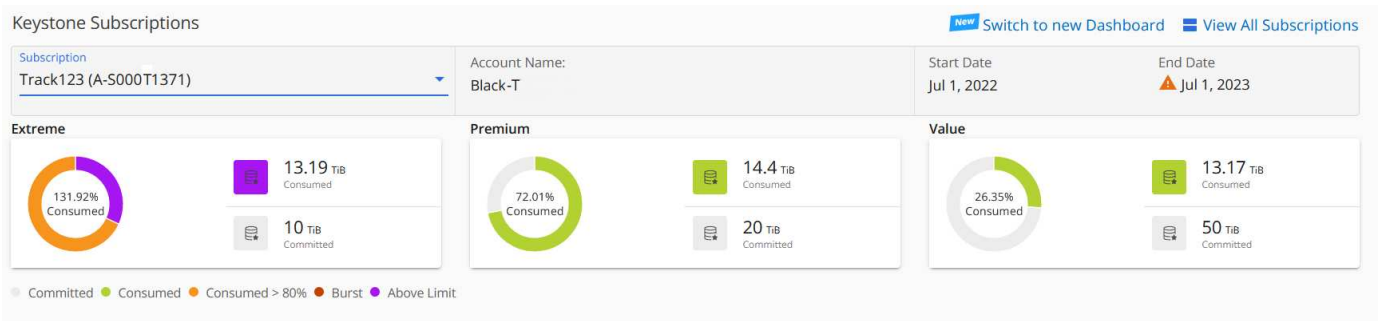 Keystone Subscriptions
New Switch to new Dashboard View All Subscriptions
Subscription
Track123 (A-S000T1371)
Account Name:
Black-T
Start Date
Jul 1, 2022
End Date
Jul 1, 2023
Extreme
131.92%
Consumed
13.19 TiB
Consumed
10 TiB
Committed
Premium
72.01%
Consumed
14.4 TiB
Consumed
20 TiB
Committed
Value
26.35%
Consumed
13.17 TiB
Consumed
50 TiB
Committed
Committed Consumed Consumed > 80% Burst Above Limit